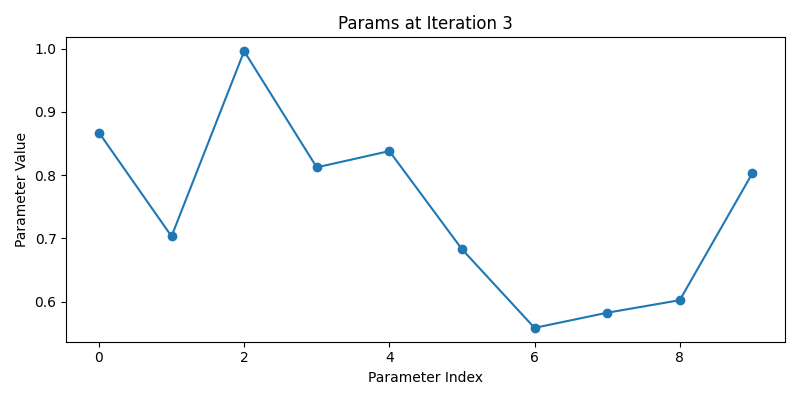 Params at Iteration 3
1.0
0.9
0.8
0.7
0.6
Parameter Value
0 2 4 6 8
Parameter Index